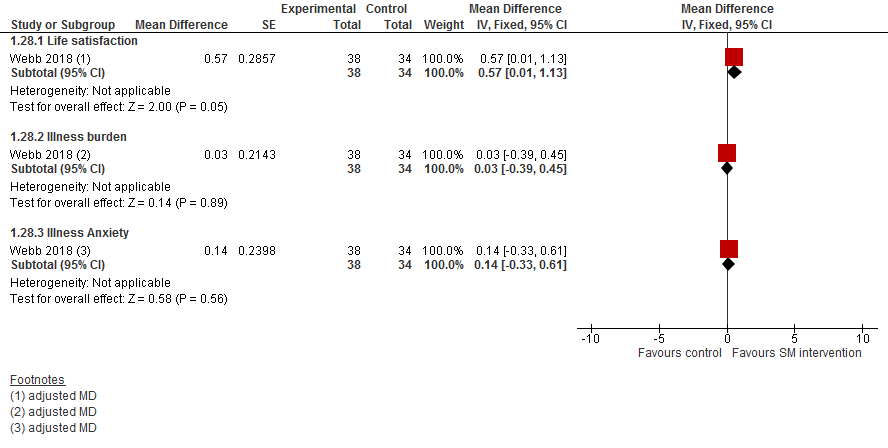 Experimental Control Mean Difference Mean Difference
Study or Subgroup Mean Difference SE Total Total Weight IV, Fixed, 95% CI IV, Fixed, 95% CI
1.28.1 Life satisfaction
Webb 2018 (1) 0.57 0.2857 38 34 100.0% 0.57 [0.01, 1.13]
Subtotal (95% CI) 38 34 100.0% 0.57 [0.01, 1.13]
Heterogeneity: Not applicable
Test for overall effect: Z = 2.00 (P = 0.05)
1.28.2 Illness burden
Webb 2018 (2) 0.03 0.2143 38 34 100.0% 0.03 [-0.39, 0.45]
Subtotal (95% CI) 38 34 100.0% 0.03 [-0.39, 0.45]
Heterogeneity: Not applicable
Test for overall effect: Z = 0.14 (P = 0.89)
1.28.3 Illness Anxiety
Webb 2018 (3) 0.14 0.2398 38 34 100.0% 0.14 [-0.33, 0.61]
Subtotal (95% CI) 38 34 100.0% 0.14 [-0.33, 0.61]
Heterogeneity: Not applicable
Test for overall effect: Z = 0.58 (P = 0.56)
-10 -5 0 5 10
Favours control Favours SM intervention
Footnotes
(1) adjusted MD
(2) adjusted MD
(3) adjusted MD